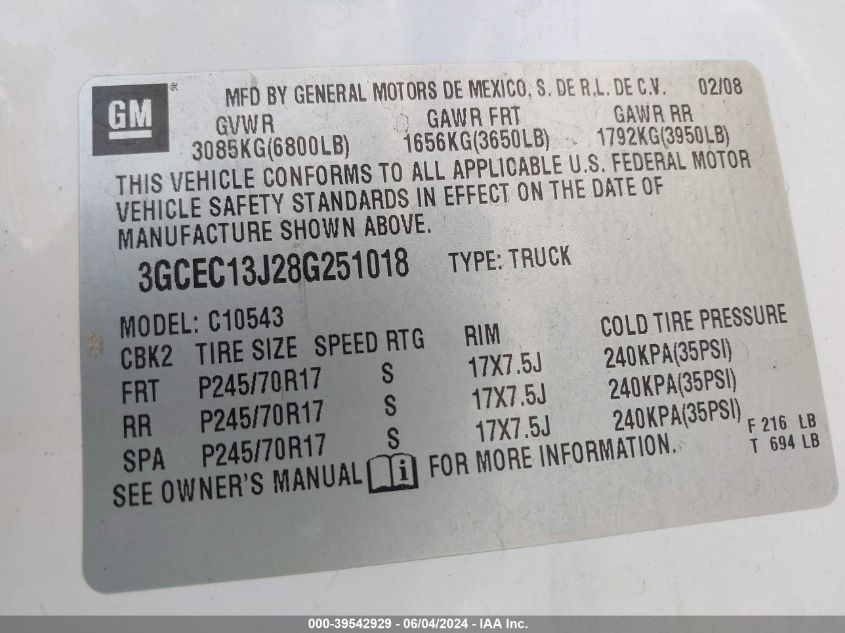 GM ® MFD BY GENERAL MOTORS DE MEXICO, S. DE R.L. DE C.V. 02/08
GVWR GAWR FRT GAWR RR
3085KG(6800LB) 1656KG(3650LB) 1792KG(3950LB)
THIS VEHICLE CONFORMS TO ALL APPLICABLE U.S. FEDERAL MOTOR
VEHICLE SAFETY STANDARDS IN EFFECT ON THE DATE OF
MANUFACTURE SHOWN ABOVE.
3GCEC13J28G251018 TYPE: TRUCK
MODEL: C10543
CBK2 TIRE SIZE SPEED RTG RIM COLD TIRE PRESSURE
FRT P245/70R17 S 17X7.5J 240KPA(35PSI)
RR P245/70R17 S 17X7.5J 240KPA(35PSI)
SPA P245/70R17 S 17X7.5J 240KPA(35PSI)
F 216 LB
T 694 LB
SEE OWNER'S MANUAL i FOR MORE INFORMATION.
000-39542929 - 06/04/2024 - IAA Inc.